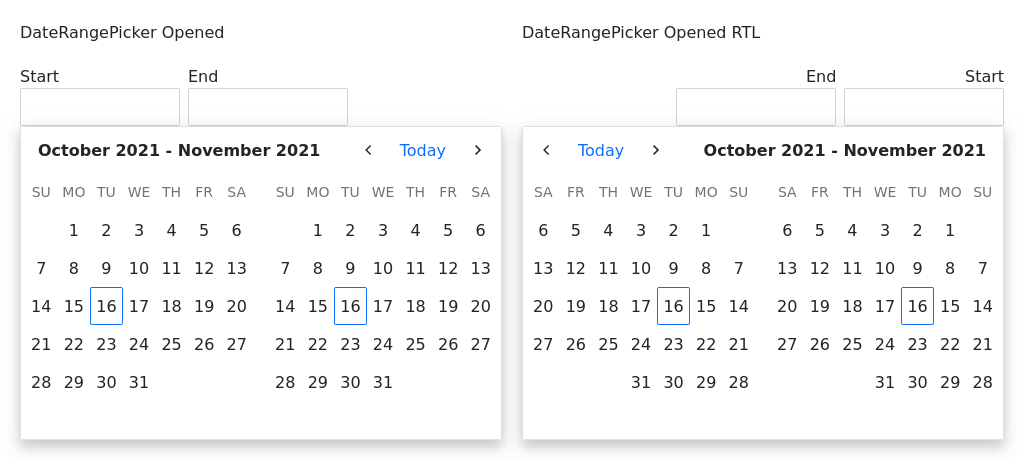 DateRangePicker Opened
Start End
October 2021 - November 2021 Today
SU MO TU WE TH FR SA SU MO TU WE TH FR SA
1 2 3 4 5 6 1 2 3 4 5 6
7 8 9 10 11 12 13 7 8 9 10 11 12 13
14 15 16 17 18 19 20 14 15 16 17 18 19 20
21 22 23 24 25 26 27 21 22 23 24 25 26 27
28 29 30 31 28 29 30 31
DateRangePicker Opened RTL
End Start
Today October 2021 - November 2021
SA FR TH WE TU MO SU SA FR TH WE TU MO SU
6 5 4 3 2 1 6 5 4 3 2 1
13 12 11 10 9 8 7 13 12 11 10 9 8 7
20 19 18 17 16 15 14 20 19 18 17 16 15 14
27 26 25 24 23 22 21 27 26 25 24 23 22 21
31 30 29 28 31 30 29 28